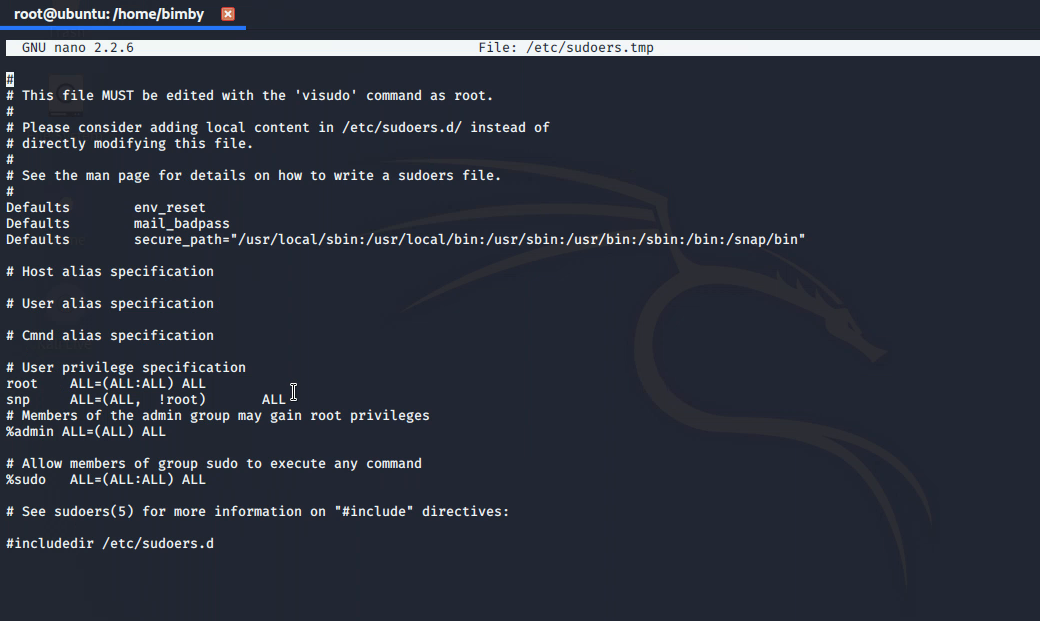 root@ubuntu: /home/bimby
GNU nano 2.2.6 File: /etc/sudoers.tmp
#
# This file MUST be edited with the 'visudo' command as root.
#
# Please consider adding local content in /etc/sudoers.d/ instead of
# directly modifying this file.
#
# See the man page for details on how to write a sudoers file.
#
Defaults        env_reset
Defaults        mail_badpass
Defaults        secure_path="/usr/local/sbin:/usr/local/bin:/usr/sbin:/usr/bin:/sbin:/bin:/snap/bin"
# Host alias specification
# User alias specification
# Cmnd alias specification
# User privilege specification
root    ALL=(ALL:ALL) ALL
snp     ALL=(ALL,  !root)       ALL
# Members of the admin group may gain root privileges
%admin ALL=(ALL) ALL
# Allow members of group sudo to execute any command
%sudo   ALL=(ALL:ALL) ALL
# See sudoers(5) for more information on "#include" directives:
#includedir /etc/sudoers.d